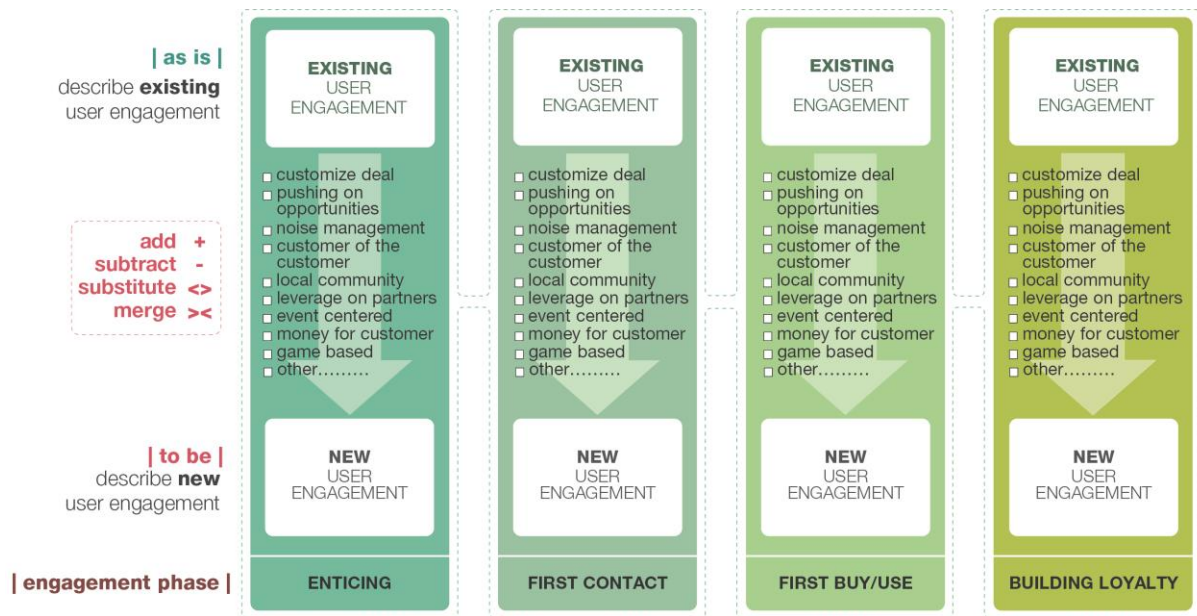 | as is |
describe existing
user engagement
add +
subtract -
substitute <>
merge ><
| to be |
describe new
user engagement
| engagement phase |
EXISTING
USER
ENGAGEMENT
customize deal
pushing on
opportunities
noise management
customer of the
customer
local community
leverage on partners
event centered
money for customer
game based
other.........
NEW
USER
ENGAGEMENT
ENTICING
EXISTING
USER
ENGAGEMENT
customize deal
pushing on
opportunities
noise management
customer of the
customer
local community
leverage on partners
event centered
money for customer
game based
other.........
NEW
USER
ENGAGEMENT
FIRST CONTACT
EXISTING
USER
ENGAGEMENT
customize deal
pushing on
opportunities
noise management
customer of the
customer
local community
leverage on partners
event centered
money for customer
game based
other.........
NEW
USER
ENGAGEMENT
FIRST BUY/USE
EXISTING
USER
ENGAGEMENT
customize deal
pushing on
opportunities
noise management
customer of the
customer
local community
leverage on partners
event centered
money for customer
game based
other.........
NEW
USER
ENGAGEMENT
BUILDING LOYALTY